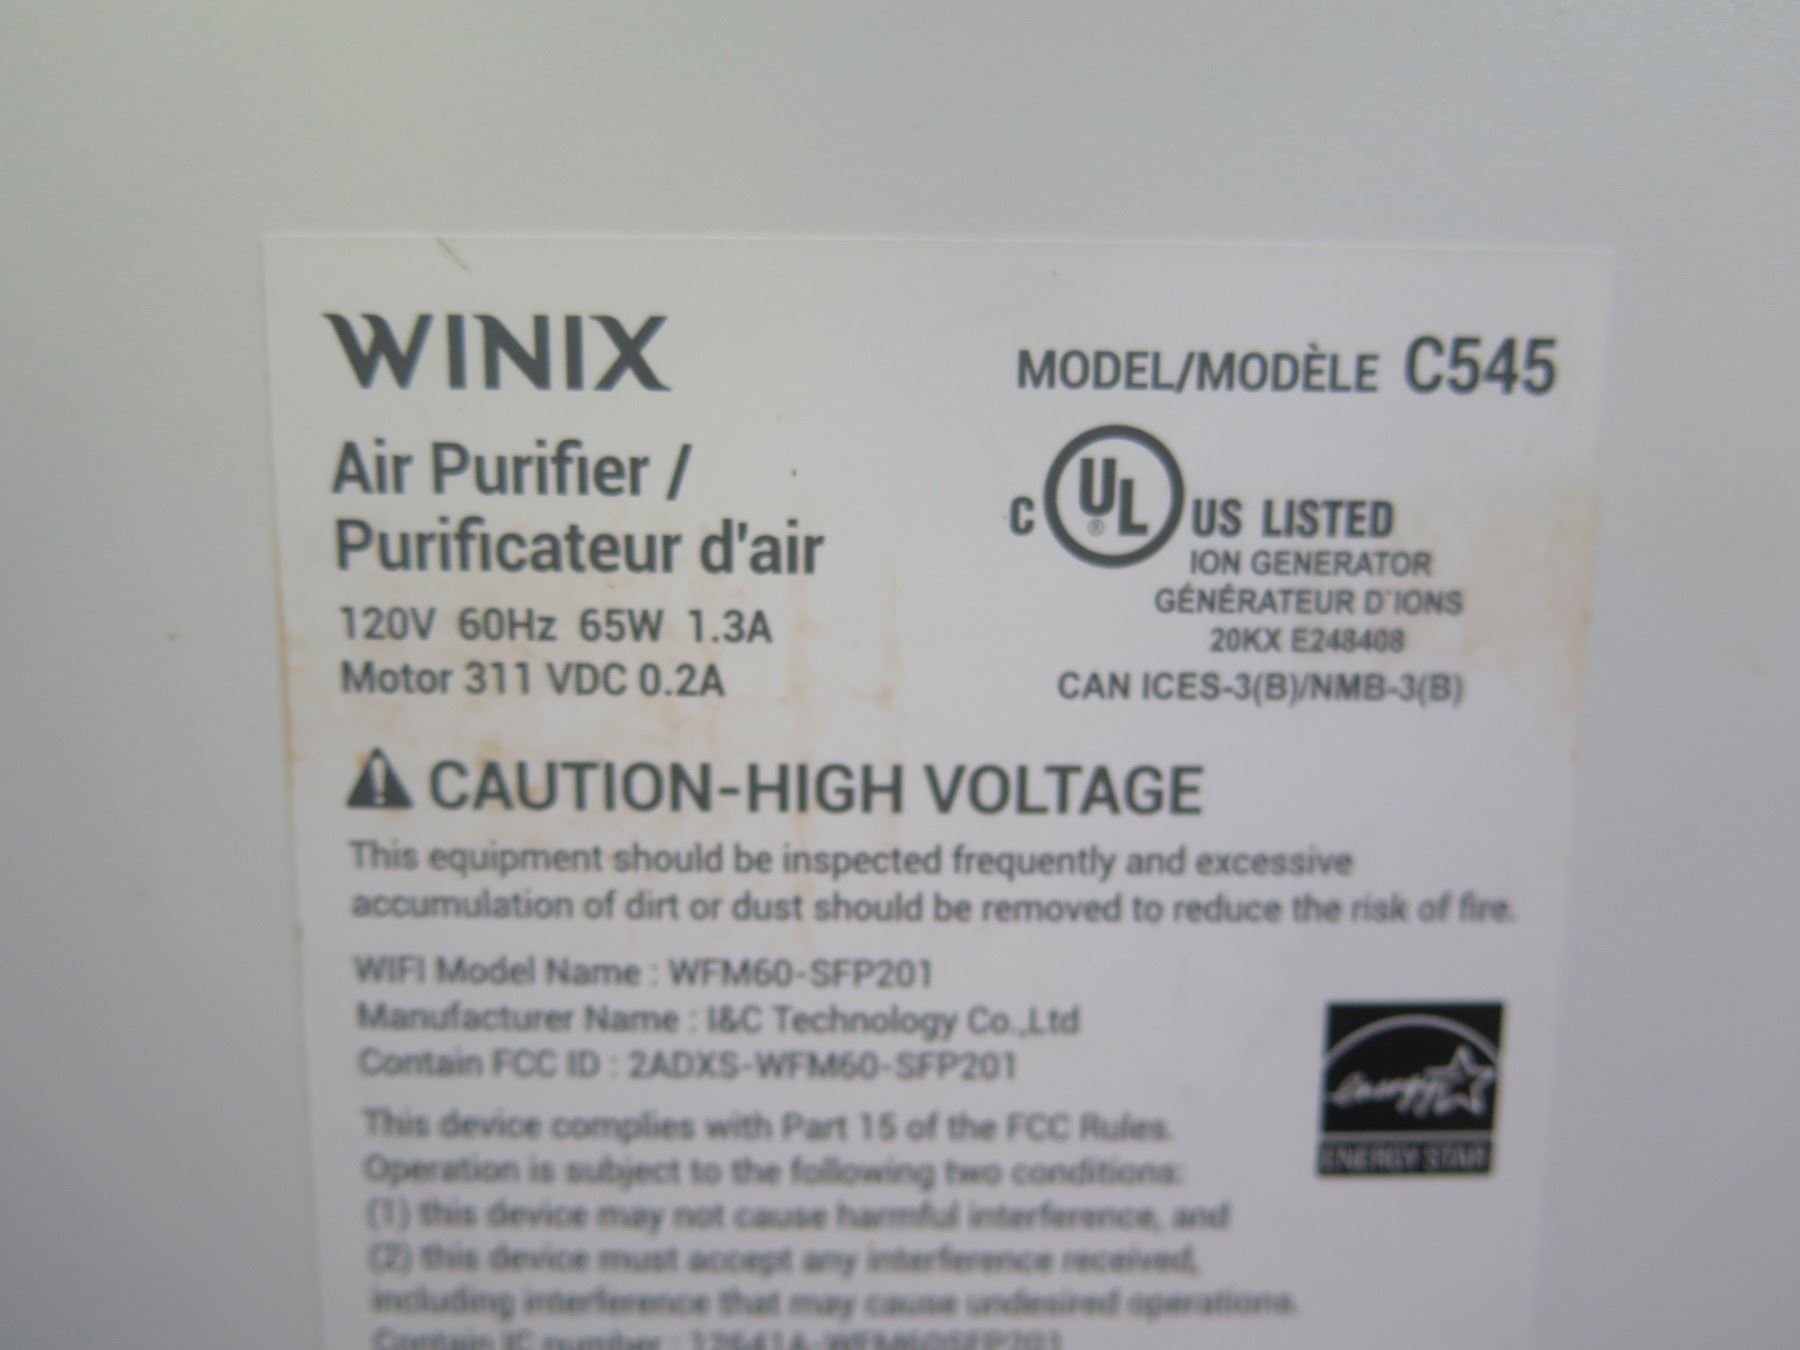 WINIX
MODEL/MODÈLE C545
Air Purifier /
Purificateur d'air
120V 60Hz 65W 1.3A
Motor 311 VDC 0.2A
C UL ® US LISTED
ION GENERATOR
GÉNÉRATEUR D'IONS
20KX E248408
CAN ICES-3(B)/NMB-3(B)
CAUTION-HIGH VOLTAGE
This equipment should be inspected frequently and excessive
accumulation of dirt or dust should be removed to reduce the risk of fire.
WIFI Model Name : WFM60-SFP201
Manufacturer Name : I&C Technology Co.,Ltd
Contain FCC ID : 2ADXS-WFM60-SFP201
energy
ENERGY STAR
This device complies with Part 15 of the FCC Rules.
Operation is subject to the following two conditions:
(1) this device may not cause harmful interference, and
(2) this device must accept any interference received,
including interference that may cause undesired operations.
Contain IC number : 12641A-WFM60SFP201